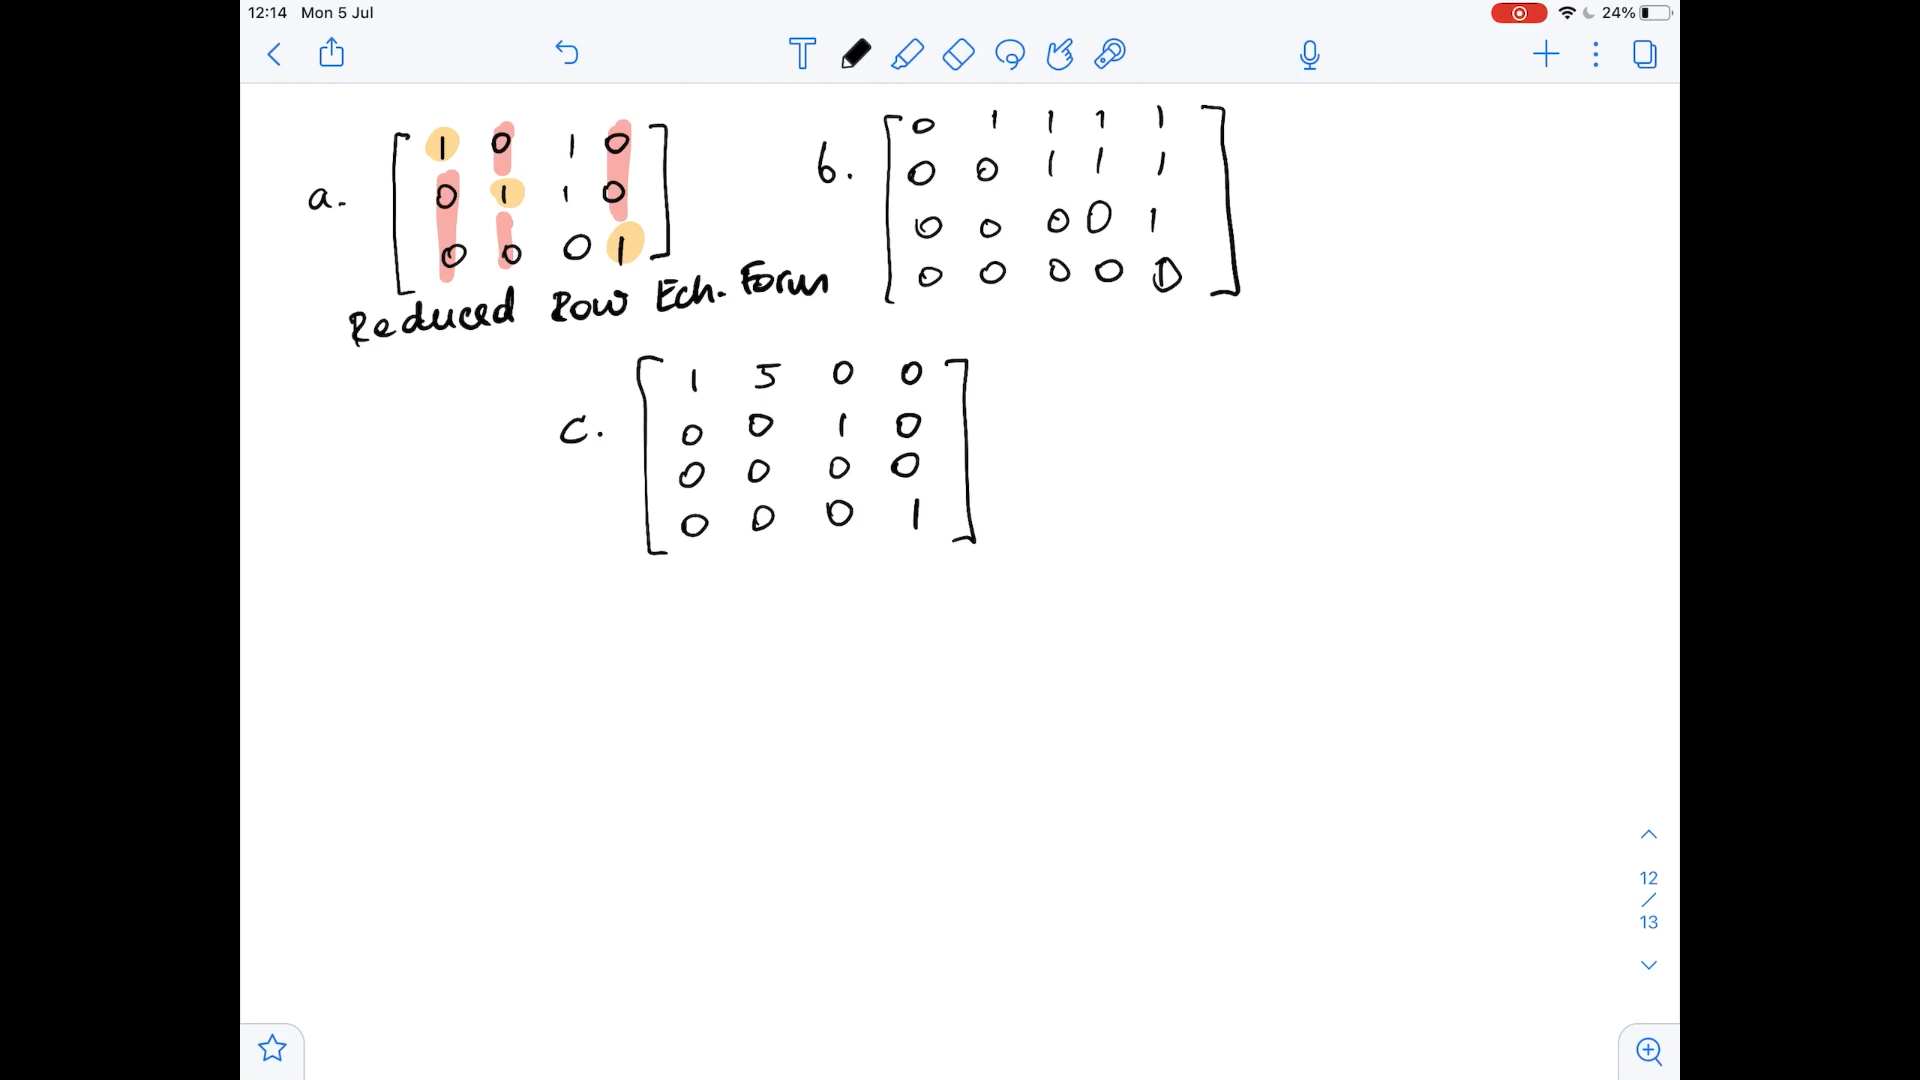 12:14 Mon 5 Jul
24%
T
a.
1 0 1 0
0 1 1 0
0 0 0 1
Reduced Row Ech. Form
b.
0 1 1 1 1
0 0 1 1 1
0 0 0 0 1
0 0 0 0 0
c.
1 5 0 0
0 0 1 0
0 0 0 0
0 0 0 1
12
/
13